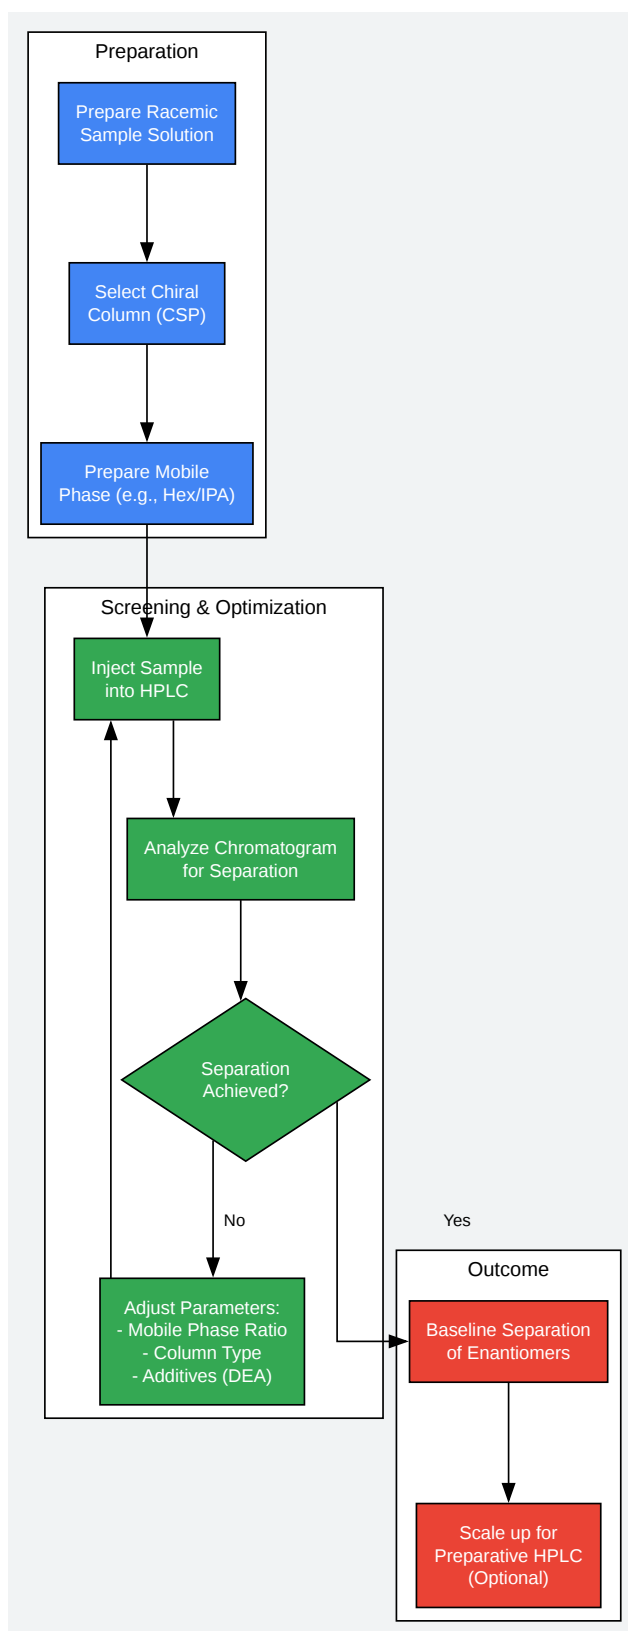 Preparation
Prepare Racemic
Sample Solution
Select Chiral
Column (CSP)
Prepare Mobile
Phase (e.g., Hex/IPA)
Screening & Optimization
Inject Sample
into HPLC
Analyze Chromatogram
for Separation
Separation
Achieved?
No
Yes
Adjust Parameters:
- Mobile Phase Ratio
- Column Type
- Additives (DEA)
Outcome
Baseline Separation
of Enantiomers
Scale up for
Preparative HPLC
(Optional)